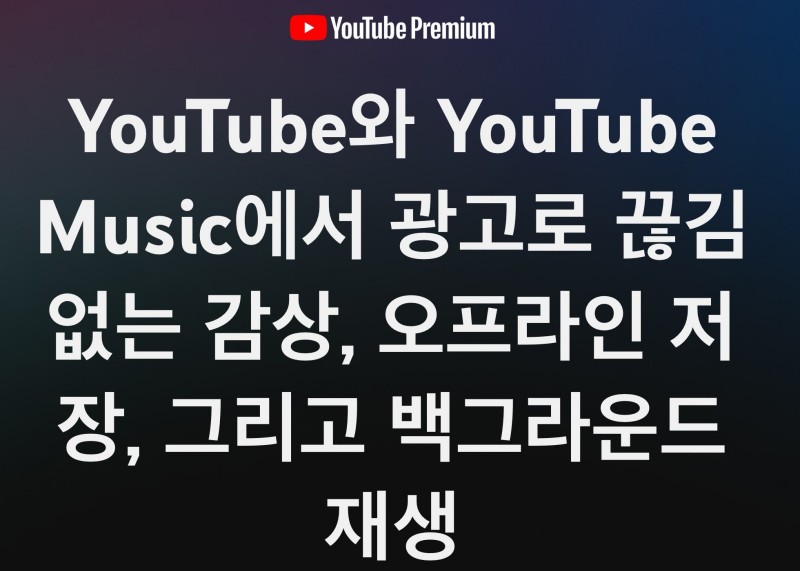 YouTube Premium
YouTube와 YouTube
Music에서 광고로 끊김
없는 감상, 오프라인 저
장, 그리고 백그라운드
재생